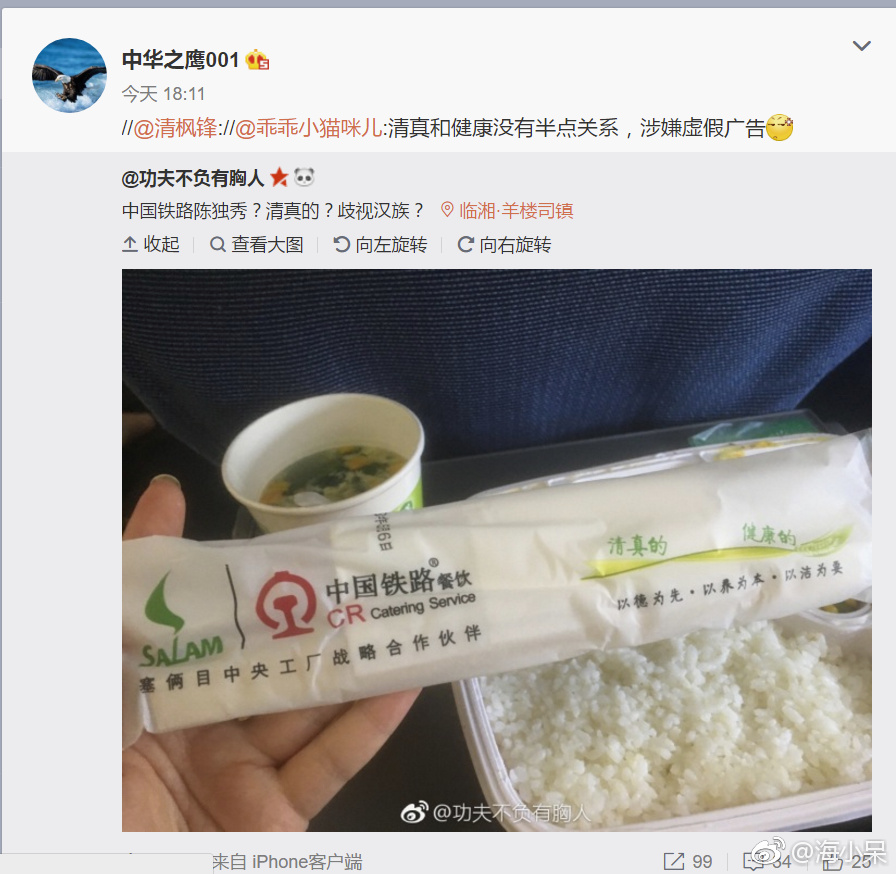 中华之鹰001
今天 18:11
//@清枫锋://@乖乖小猫咪儿:清真和健康没有半点关系，涉嫌虚假广告
@功夫不负有胸人
中国铁路陈独秀？清真的？歧视汉族？ 临湘·羊楼司镇
收起 查看大图 向左旋转 向右旋转
清真的 健康的
以德为先·以养为本·以洁为要
中国铁路®餐饮
CR Catering Service
SALAM
塞俩目中央工厂战略合作伙伴
@功夫不负有胸人
来自 iPhone客户端
99 34 25
@海小呆